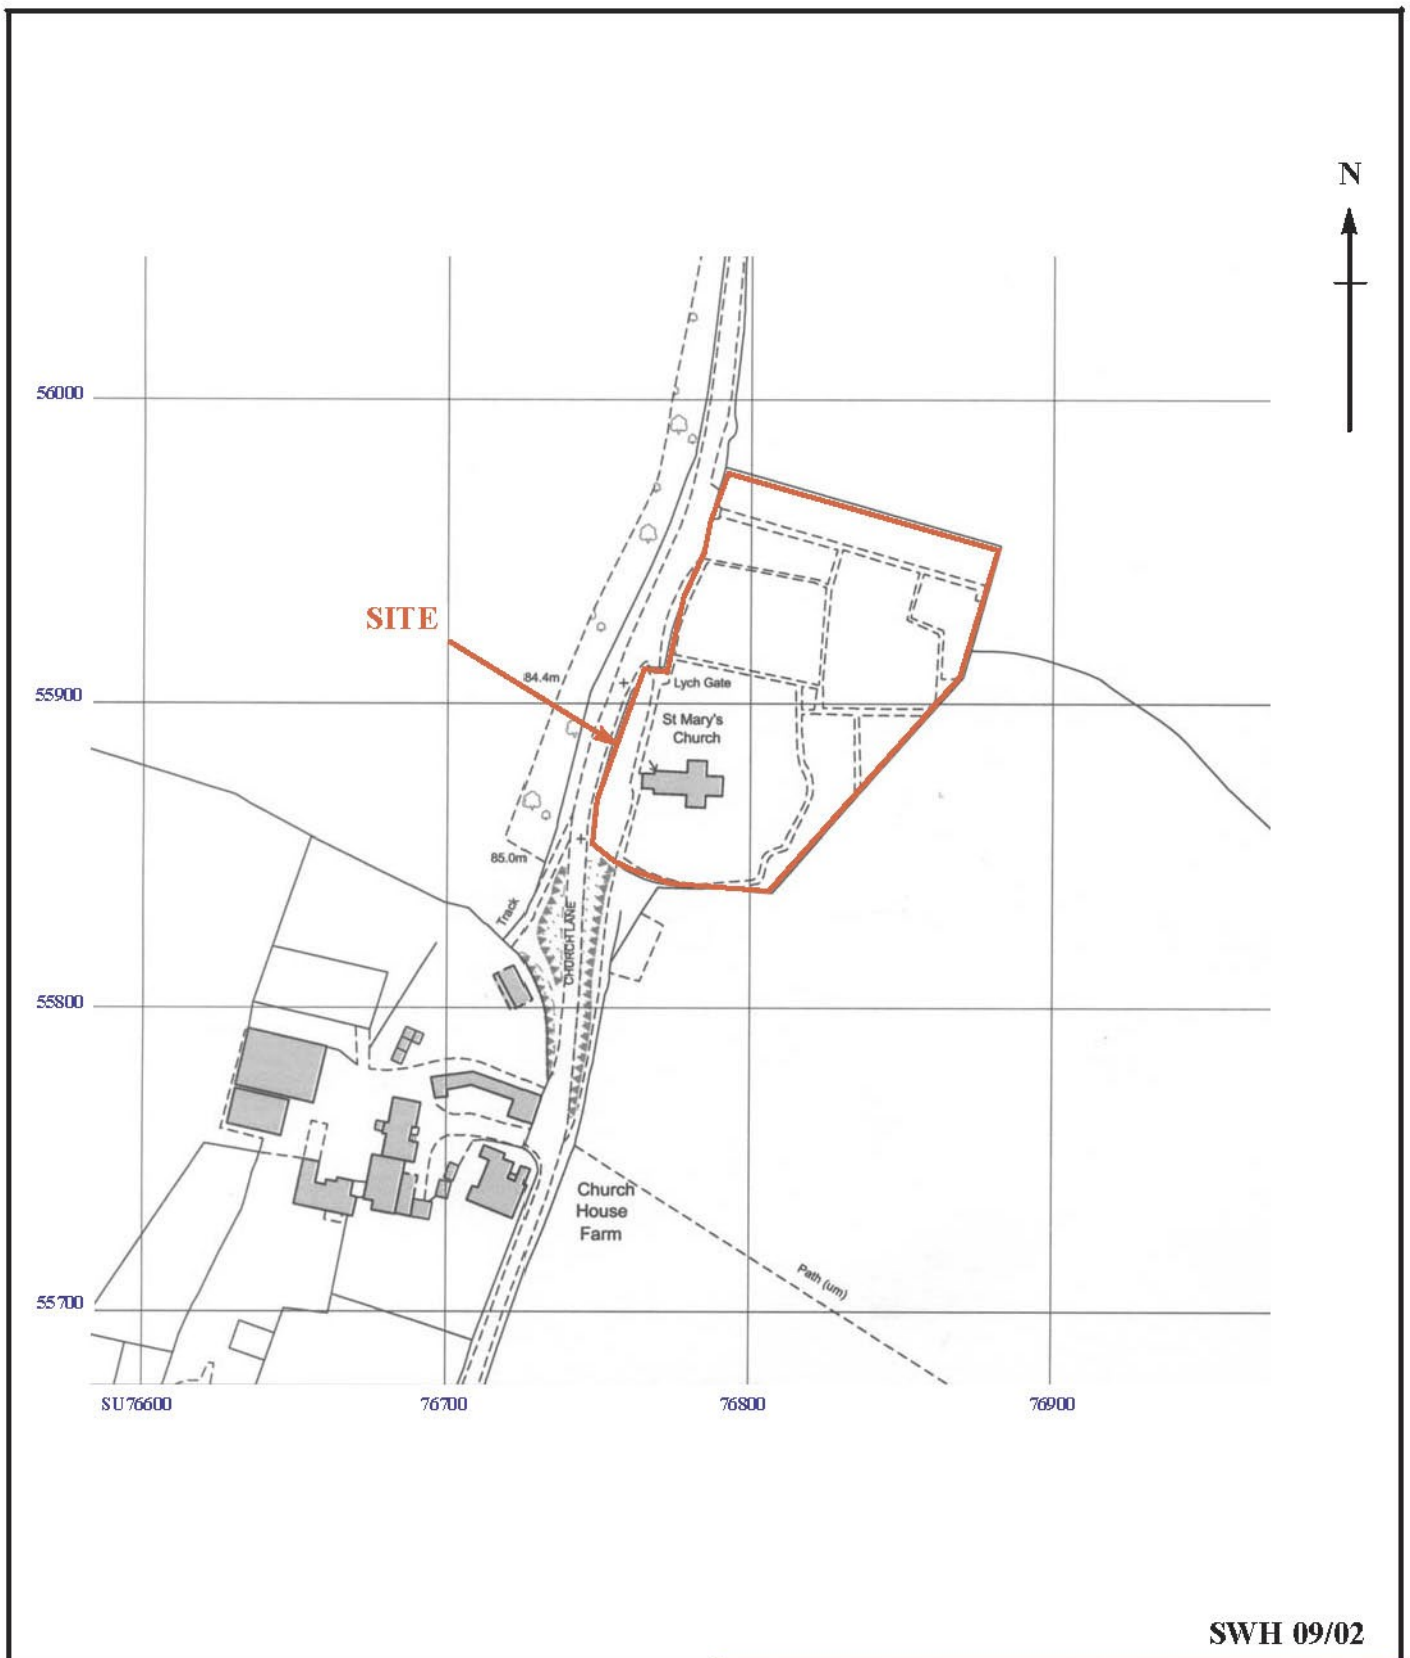 N
56000
SITE
84.4m
55900
Lych Gate
St Mary's
Church
85.0m
Track
CHURCH LANE
55800
Church
House
Farm
Path (um)
55700
SU76600
76700
76800
76900
SWH 09/02